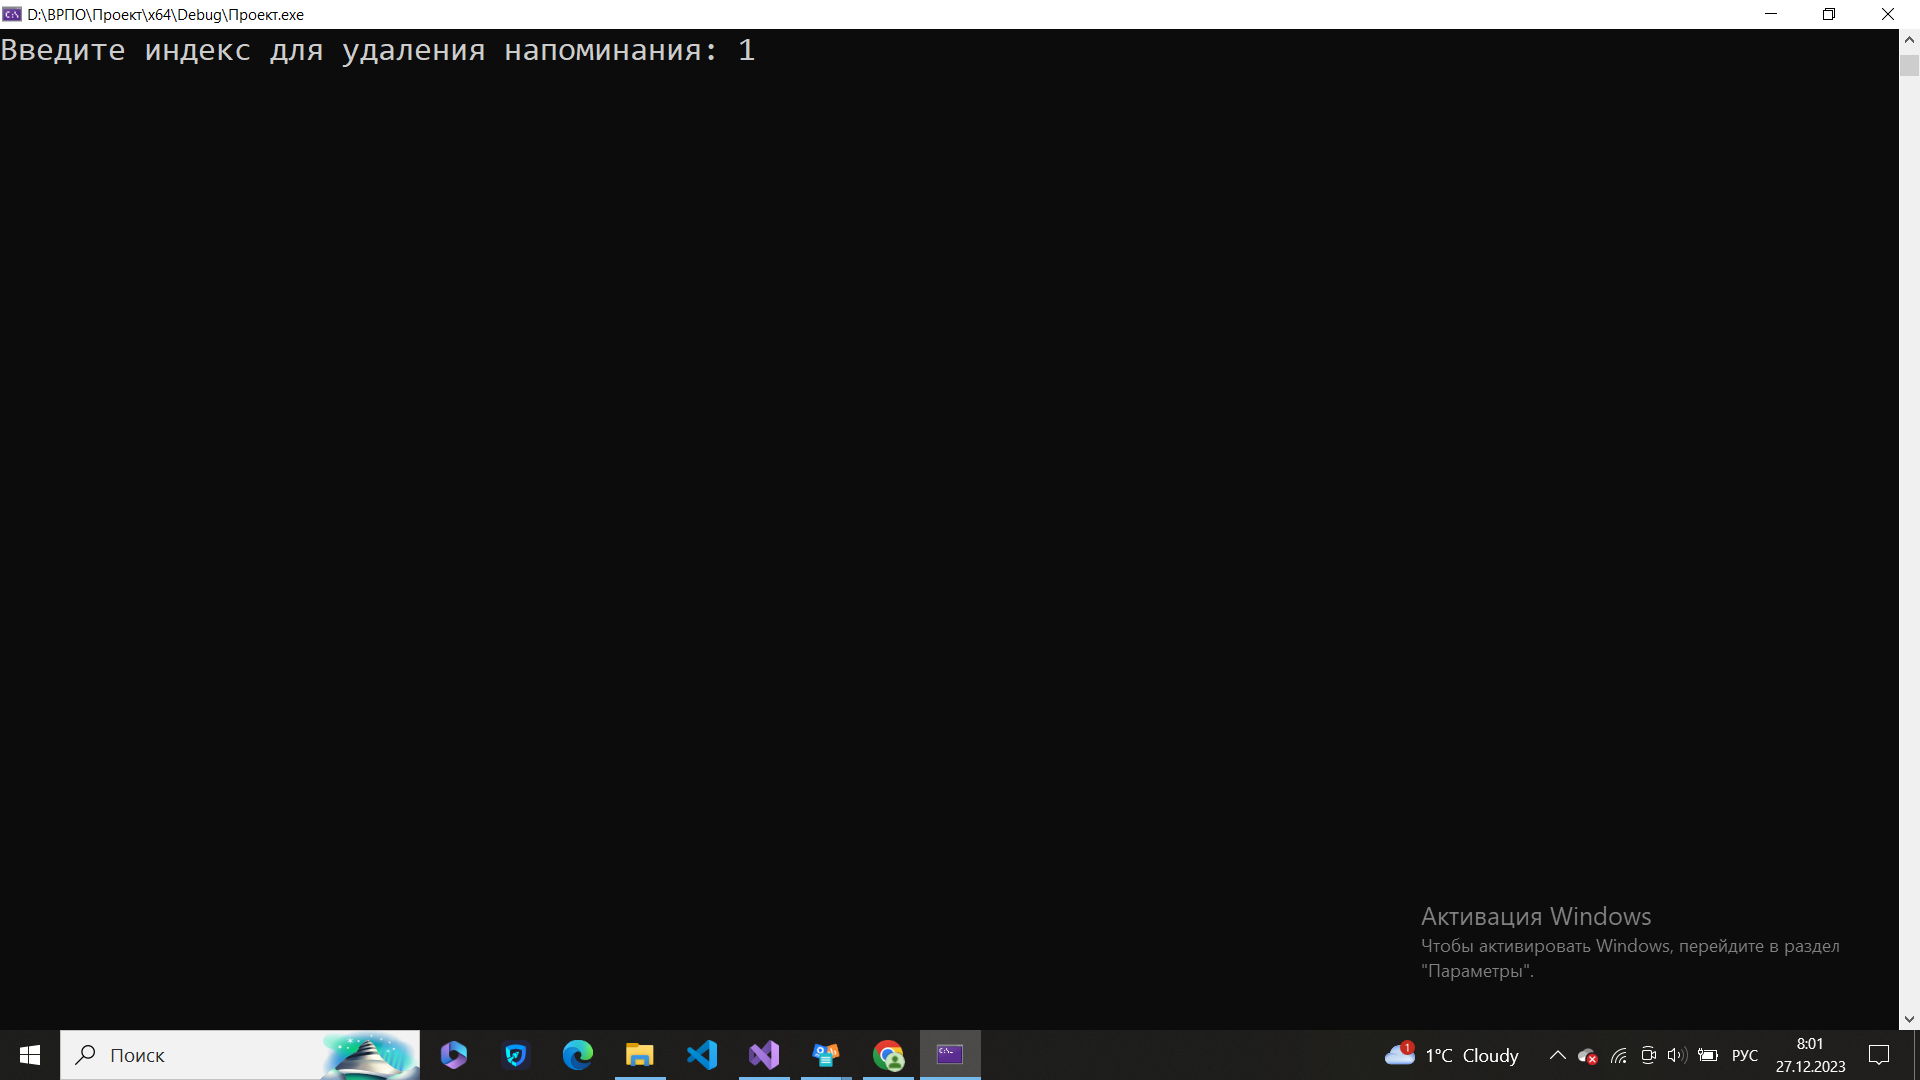 D:\ВРПО\Проект\x64\Debug\Проект.exe
Введите индекс для удаления напоминания: 1
Активация Windows
Чтобы активировать Windows, перейдите в раздел
"Параметры".
Поиск
1
1°C Cloudy
РУС
8:01
27.12.2023